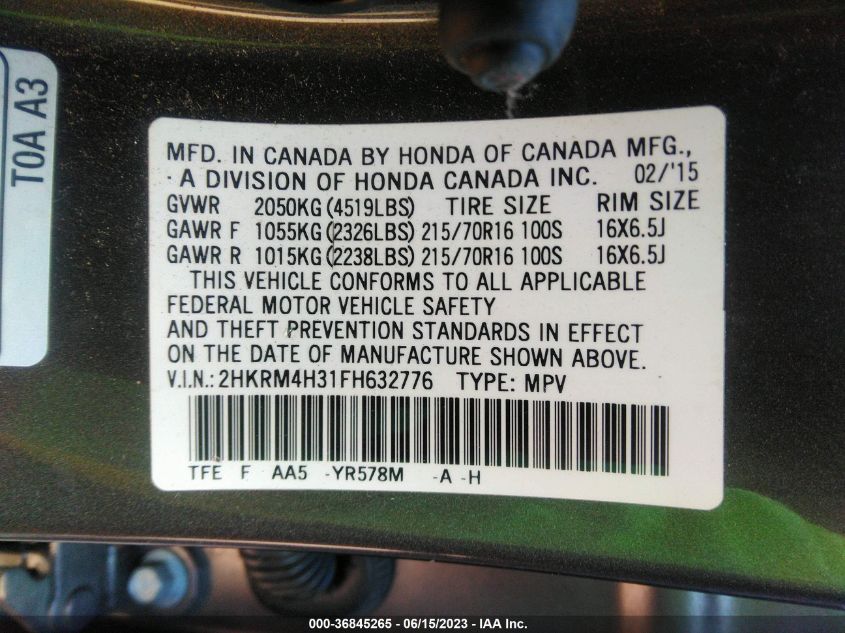 TOA A3
MFD. IN CANADA BY HONDA OF CANADA MFG.,
A DIVISION OF HONDA CANADA INC. 02/'15
GVWR 2050KG(4519LBS) TIRE SIZE RIM SIZE
GAWR F 1055KG(2326LBS) 215/70R16 100S 16X6.5J
GAWR R 1015KG(2238LBS) 215/70R16 100S 16X6.5J
THIS VEHICLE CONFORMS TO ALL APPLICABLE
FEDERAL MOTOR VEHICLE SAFETY
AND THEFT PREVENTION STANDARDS IN EFFECT
ON THE DATE OF MANUFACTURE SHOWN ABOVE.
V.I.N.: 2HKRM4H31FH632776 TYPE: MPV
TFE F AA5 -YR578M -A -H
000-36845265 - 06/15/2023 - IAA Inc.